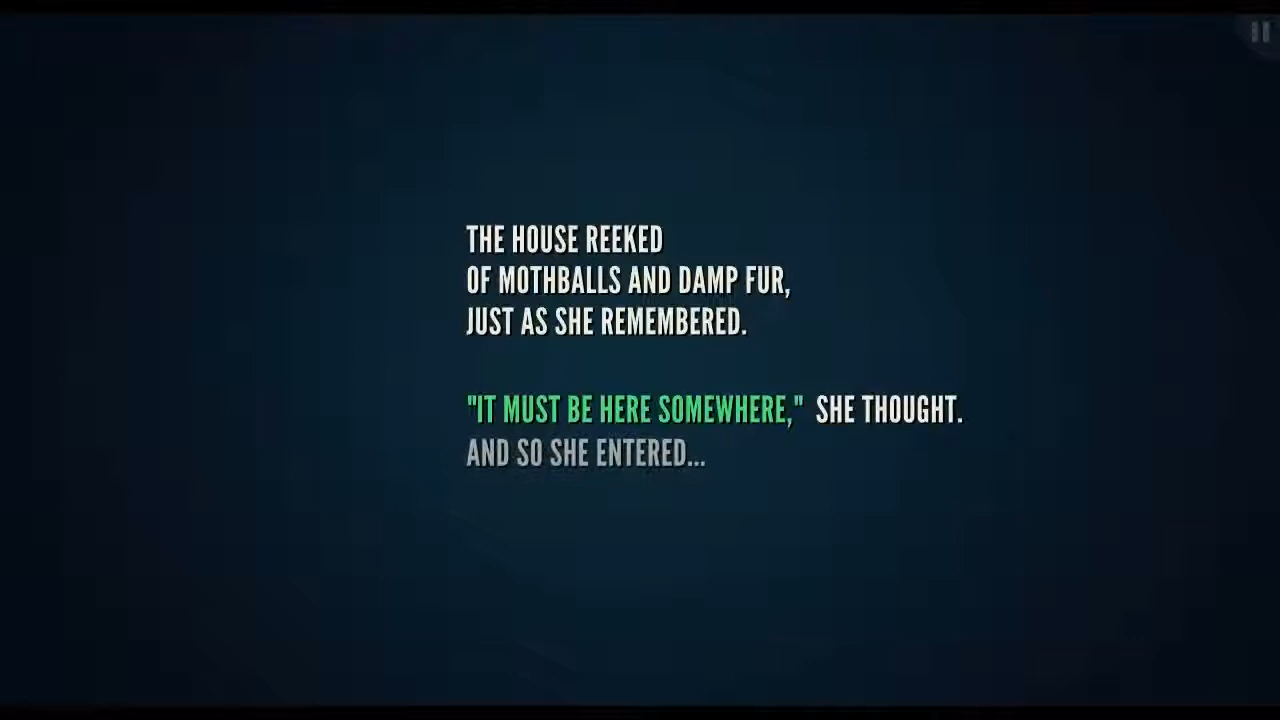 THE HOUSE REEKED
OF MOTHBALLS AND DAMP FUR,
JUST AS SHE REMEMBERED.
"IT MUST BE HERE SOMEWHERE," SHE THOUGHT.
AND SO SHE ENTERED...